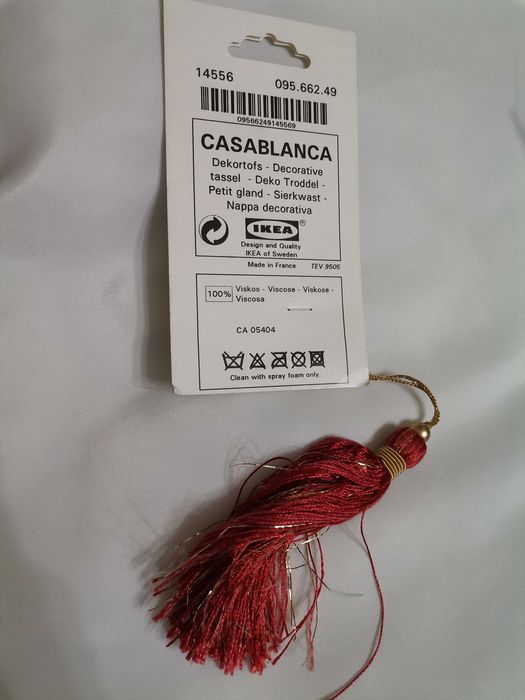 14556 095.662.49
09566249145569
CASABLANCA
Dekortofs - Decorative
tassel - Deko Troddel -
Petit gland - Sierkwast -
Nappa decorativa
IKEA®
Design and Quality
IKEA of Sweden
Made in France TEV 9505
100% Viskos - Viscose - Viskose -
Viscosa
CA 05404
Clean with spray foam only.